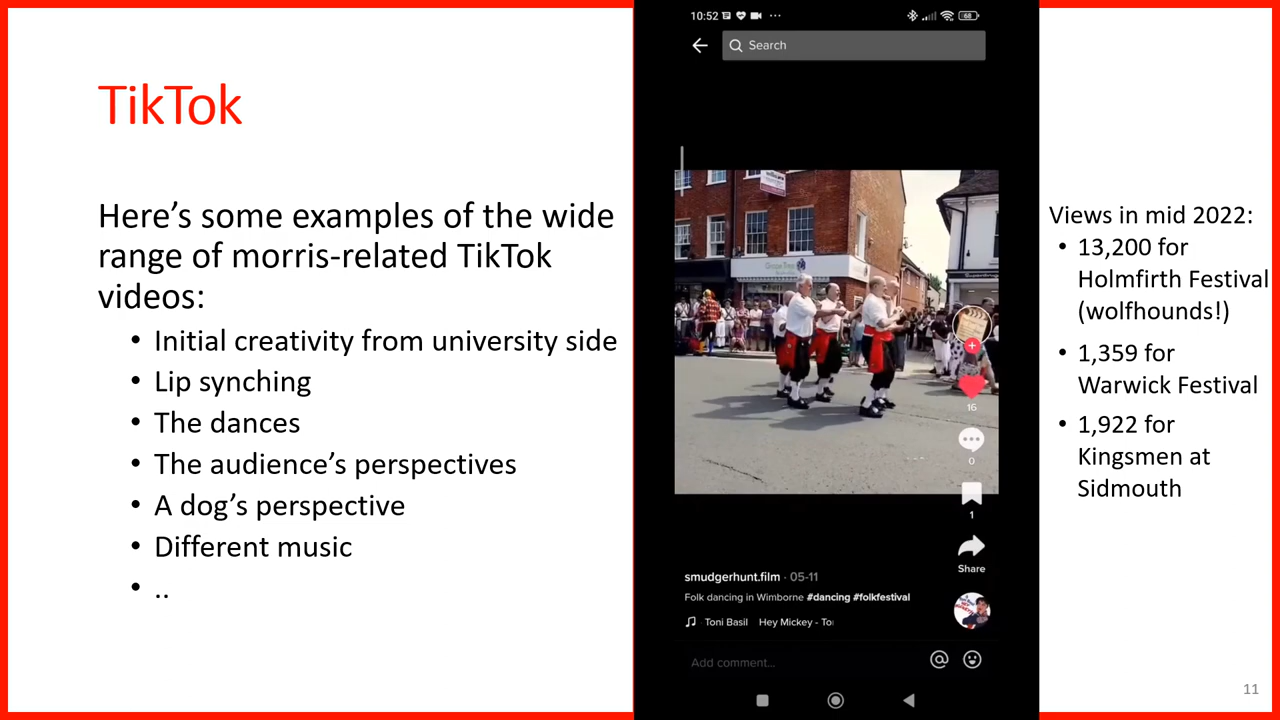 TikTok
Here's some examples of the wide
range of morris-related TikTok
videos:
• Initial creativity from university side
• Lip synching
• The dances
• The audience's perspectives
• A dog's perspective
• Different music
• ..
10:52
68
Search
16
0
1
Share
smudgerhunt.film · 05-11
Folk dancing in Wimborne #dancing #folkfestival
Toni Basil Hey Mickey - To
Add comment...
Views in mid 2022:
• 13,200 for
Holmfirth Festival
(wolfhounds!)
• 1,359 for
Warwick Festival
• 1,922 for
Kingsmen at
Sidmouth
11